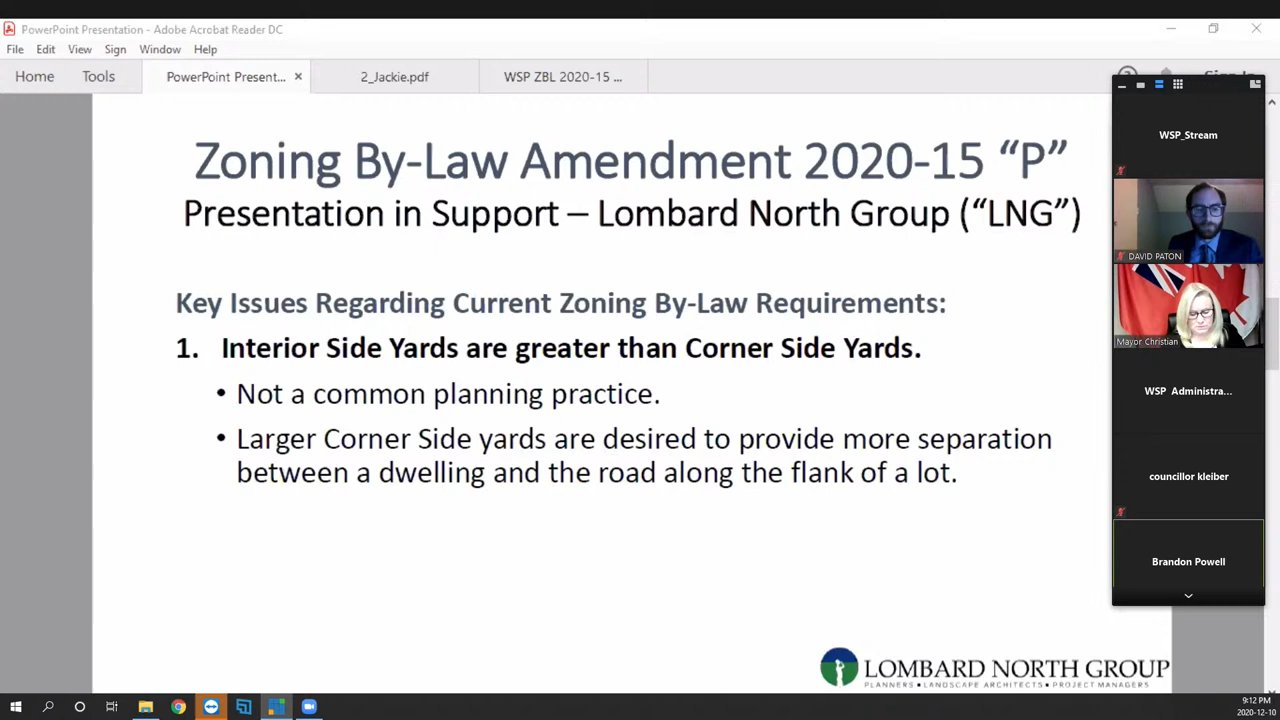 PowerPoint Presentation - Adobe Acrobat Reader DC
File Edit View Sign Window Help
Home Tools PowerPoint Present... × 2_Jackie.pdf WSP ZBL 2020-15 ...
Zoning By-Law Amendment 2020-15 “P”
Presentation in Support – Lombard North Group (“LNG”)
Key Issues Regarding Current Zoning By-Law Requirements:
1. Interior Side Yards are greater than Corner Side Yards.
• Not a common planning practice.
• Larger Corner Side yards are desired to provide more separation
between a dwelling and the road along the flank of a lot.
LOMBARD NORTH GROUP
PLANNERS • LANDSCAPE ARCHITECTS • PROJECT MANAGERS
WSP_Stream
DAVID PATON
Mayor Christian
WSP Administra...
councillor kleiber
Brandon Powell
9:12 PM
2020-12-10